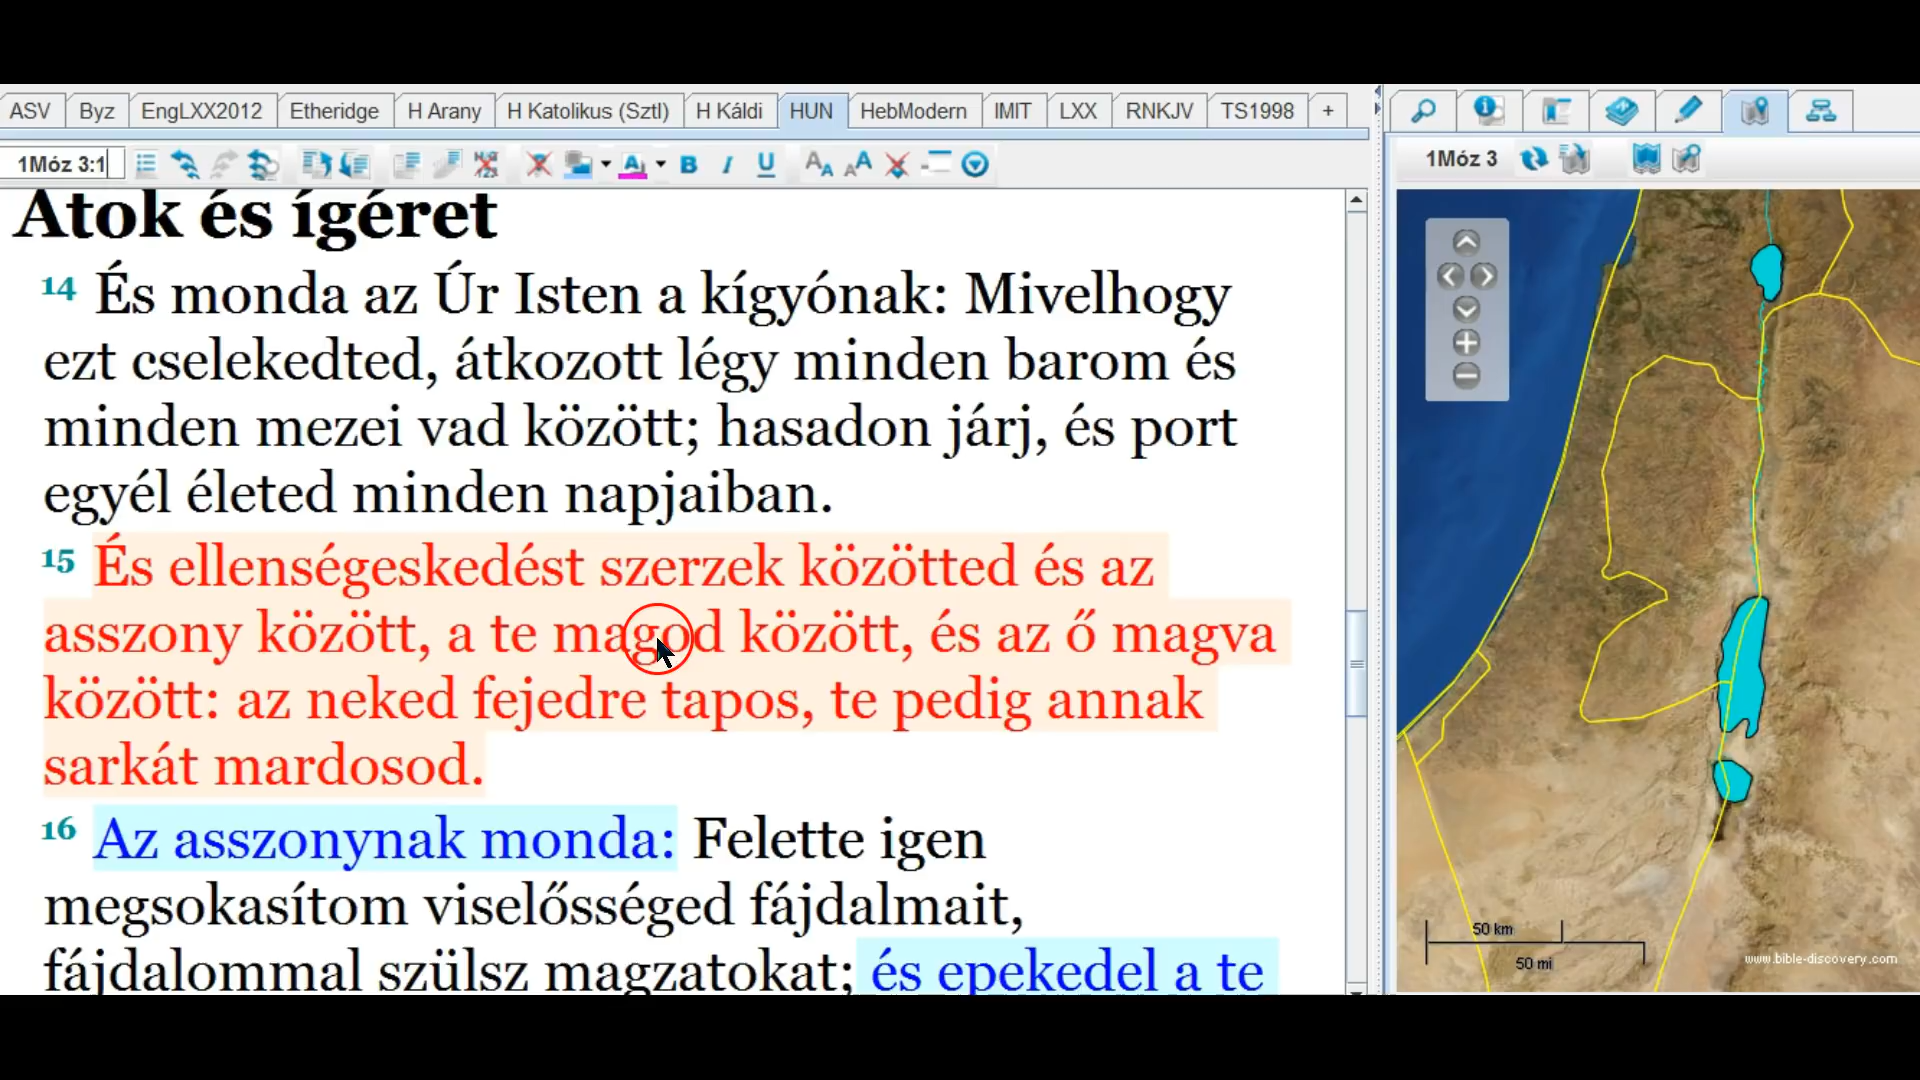 ASV Byz EngLXX2012 Etheridge H Arany H Katolikus (Sztl) H Káldi HUN HebModern IMIT LXX RNKJV TS1998 +
1Móz 3:1
1Móz 3
Átok és ígéret
14 És monda az Úr Isten a kígyónak: Mivelhogy
ezt cselekedted, átkozott légy minden barom és
minden mezei vad között; hasadon járj, és port
egyél életed minden napjaiban.
15 És ellenségeskedést szerzek közötted és az
asszony között, a te magod között, és az ő magva
között: az neked fejedre tapos, te pedig annak
sarkát mardosod.
16 Az asszonynak monda: Felette igen
megsokasítom viselősséged fájdalmait,
fájdalommal szülsz magzatokat; és epekedel a te
50 km
50 mi
www.bible-discovery.com